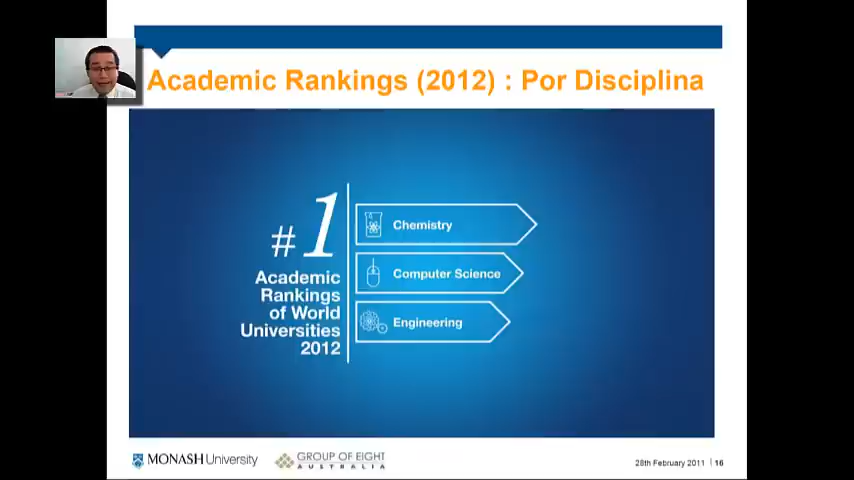 Academic Rankings (2012) : Por Disciplina
#1
Academic
Rankings
of World
Universities
2012
Chemistry
Computer Science
Engineering
MONASH University
GROUP OF EIGHT
AUSTRALIA
28th February 2011 | 16